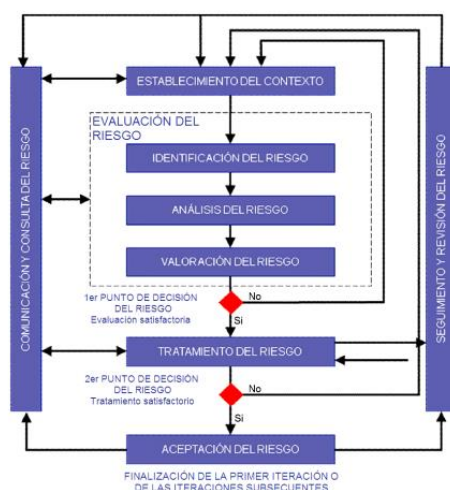 ESTABLECIMIENTO DEL CONTEXTO
EVALUACIÓN DEL
RIESGO
IDENTIFICACIÓN DEL RIESGO
ANÁLISIS DEL RIESGO
VALORACIÓN DEL RIESGO
COMUNICACIÓN Y CONSULTA DEL RIESGO
SEGUIMIENTO Y REVISIÓN DEL RIESGO
1er PUNTO DE DECISIÓN
DEL RIESGO
Evaluación satisfactoria
No
Si
TRATAMIENTO DEL RIESGO
2er PUNTO DE DECISIÓN
DEL RIESGO
Tratamiento satisfactorio
No
Si
ACEPTACIÓN DEL RIESGO
FINALIZACIÓN DE LA PRIMER ITERACIÓN O
DE LAS ITERACIONES SUBSECUENTES